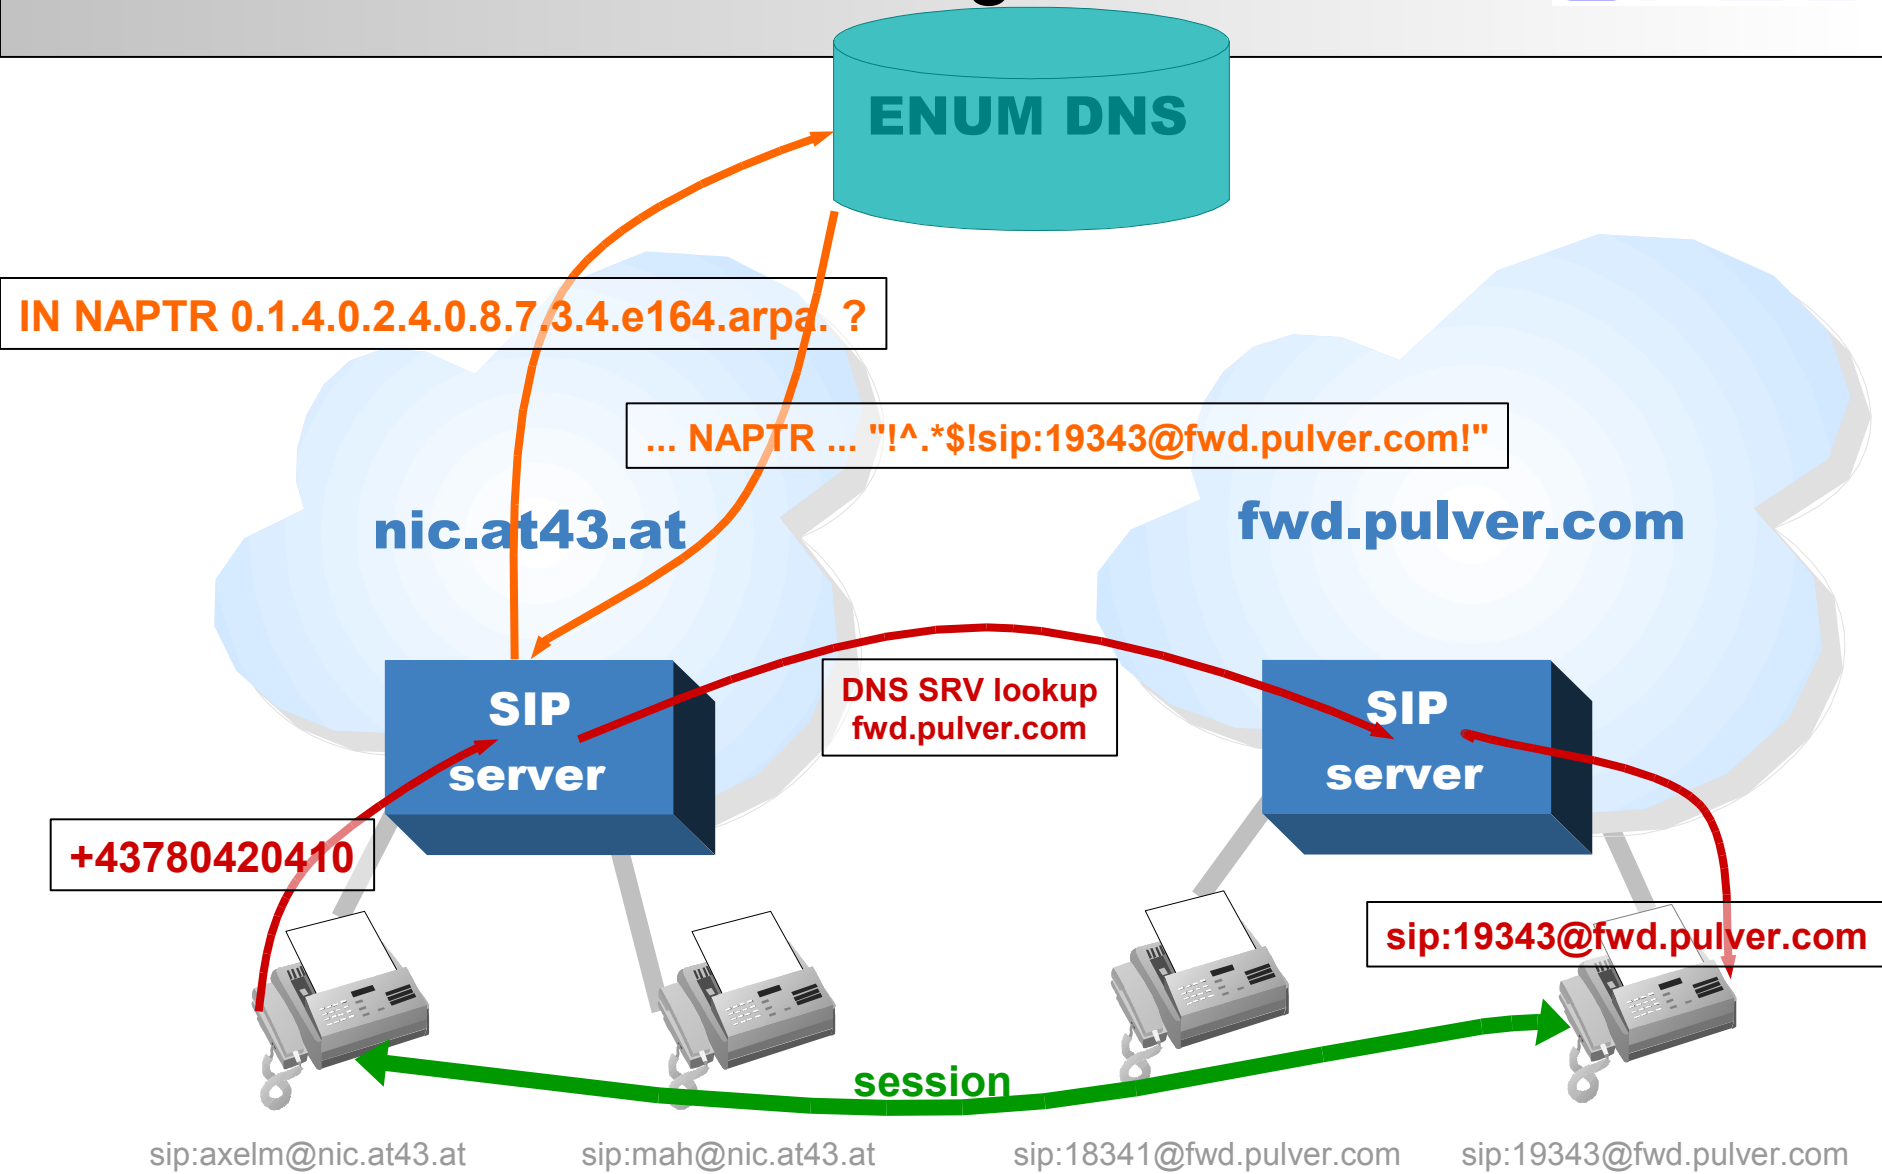 ENUM DNS
IN NAPTR 0.1.4.0.2.4.0.8.7.3.4.e164.arpa. ?
... NAPTR ... "!^.*$!sip:19343@fwd.pulver.com!"
nic.at43.at
fwd.pulver.com
SIP
server
DNS SRV lookup
fwd.pulver.com
SIP
server
+43780420410
sip:19343@fwd.pulver.com
session
sip:axelm@nic.at43.at
sip:mah@nic.at43.at
sip:18341@fwd.pulver.com
sip:19343@fwd.pulver.com